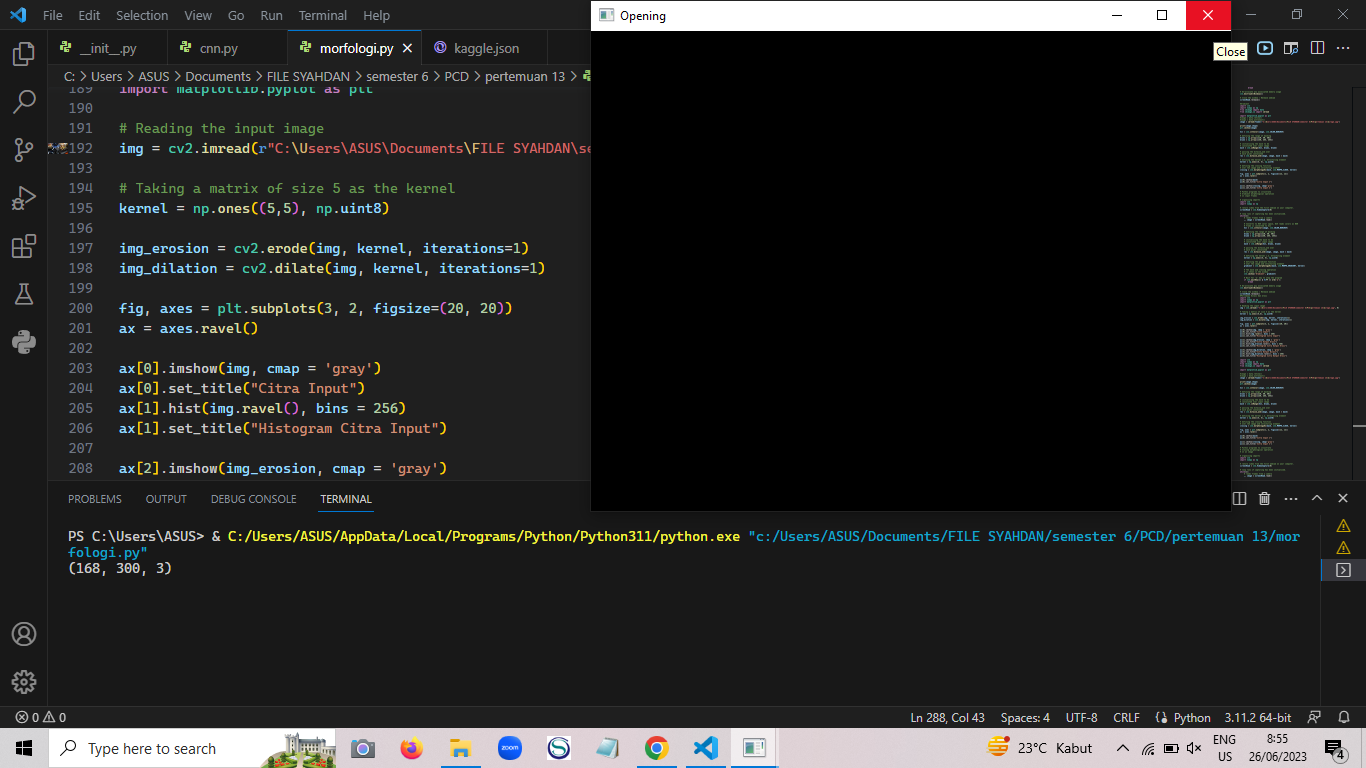 File Edit Selection View Go Run Terminal Help
Opening
__init__.py cnn.py morfologi.py kaggle.json
Close
C: > Users > ASUS > Documents > FILE SYAHDAN > semester 6 > PCD > pertemuan 13 >
189 import matplotlib.pyplot as plt
190
191 # Reading the input image
192 img = cv2.imread(r"C:\Users\ASUS\Documents\FILE SYAHDAN\se
193
194 # Taking a matrix of size 5 as the kernel
195 kernel = np.ones((5,5), np.uint8)
196
197 img_erosion = cv2.erode(img, kernel, iterations=1)
198 img_dilation = cv2.dilate(img, kernel, iterations=1)
199
200 fig, axes = plt.subplots(3, 2, figsize=(20, 20))
201 ax = axes.ravel()
202
203 ax[0].imshow(img, cmap = 'gray')
204 ax[0].set_title("Citra Input")
205 ax[1].hist(img.ravel(), bins = 256)
206 ax[1].set_title("Histogram Citra Input")
207
208 ax[2].imshow(img_erosion, cmap = 'gray')
PROBLEMS OUTPUT DEBUG CONSOLE TERMINAL
PS C:\Users\ASUS> & C:/Users/ASUS/AppData/Local/Programs/Python/Python311/python.exe "c:/Users/ASUS/Documents/FILE SYAHDAN/semester 6/PCD/pertemuan 13/mor
fologi.py"
(168, 300, 3)
0 0 Ln 288, Col 43 Spaces: 4 UTF-8 CRLF Python 3.11.2 64-bit
Type here to search zoom 23°C Kabut ENG US 8:55 26/06/2023 4